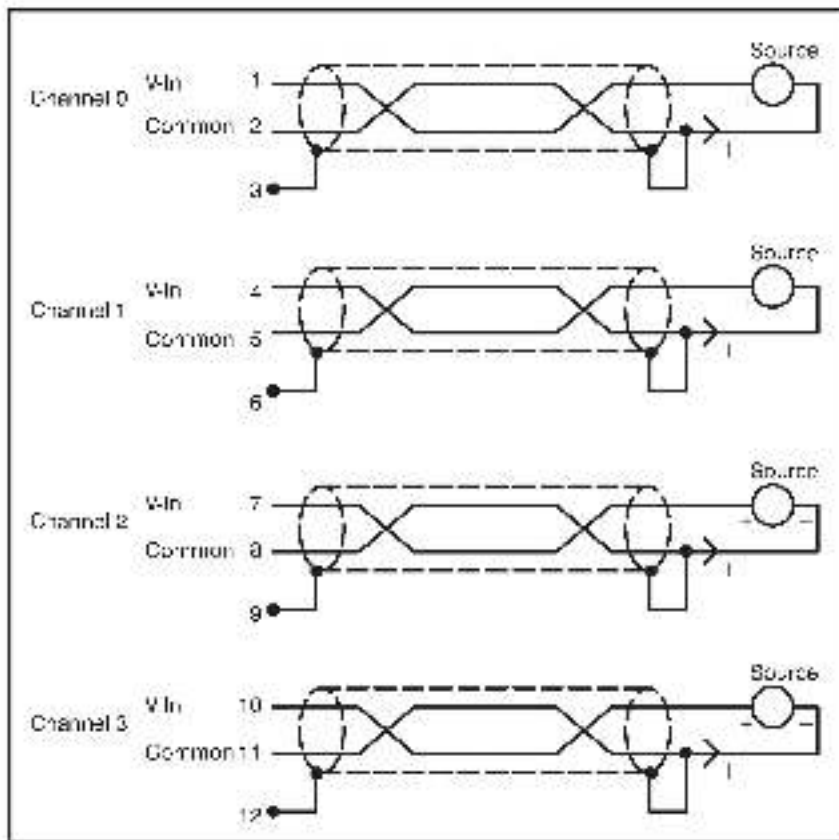 Source
Channel 0
V-In 1
Common 2
I
3
Source
Channel 1
V-In 4
Common 5
I
6
Source
Channel 2
V-In 7
Common 8
I
9
Source
Channel 3
V-In 10
Common 11
I
12